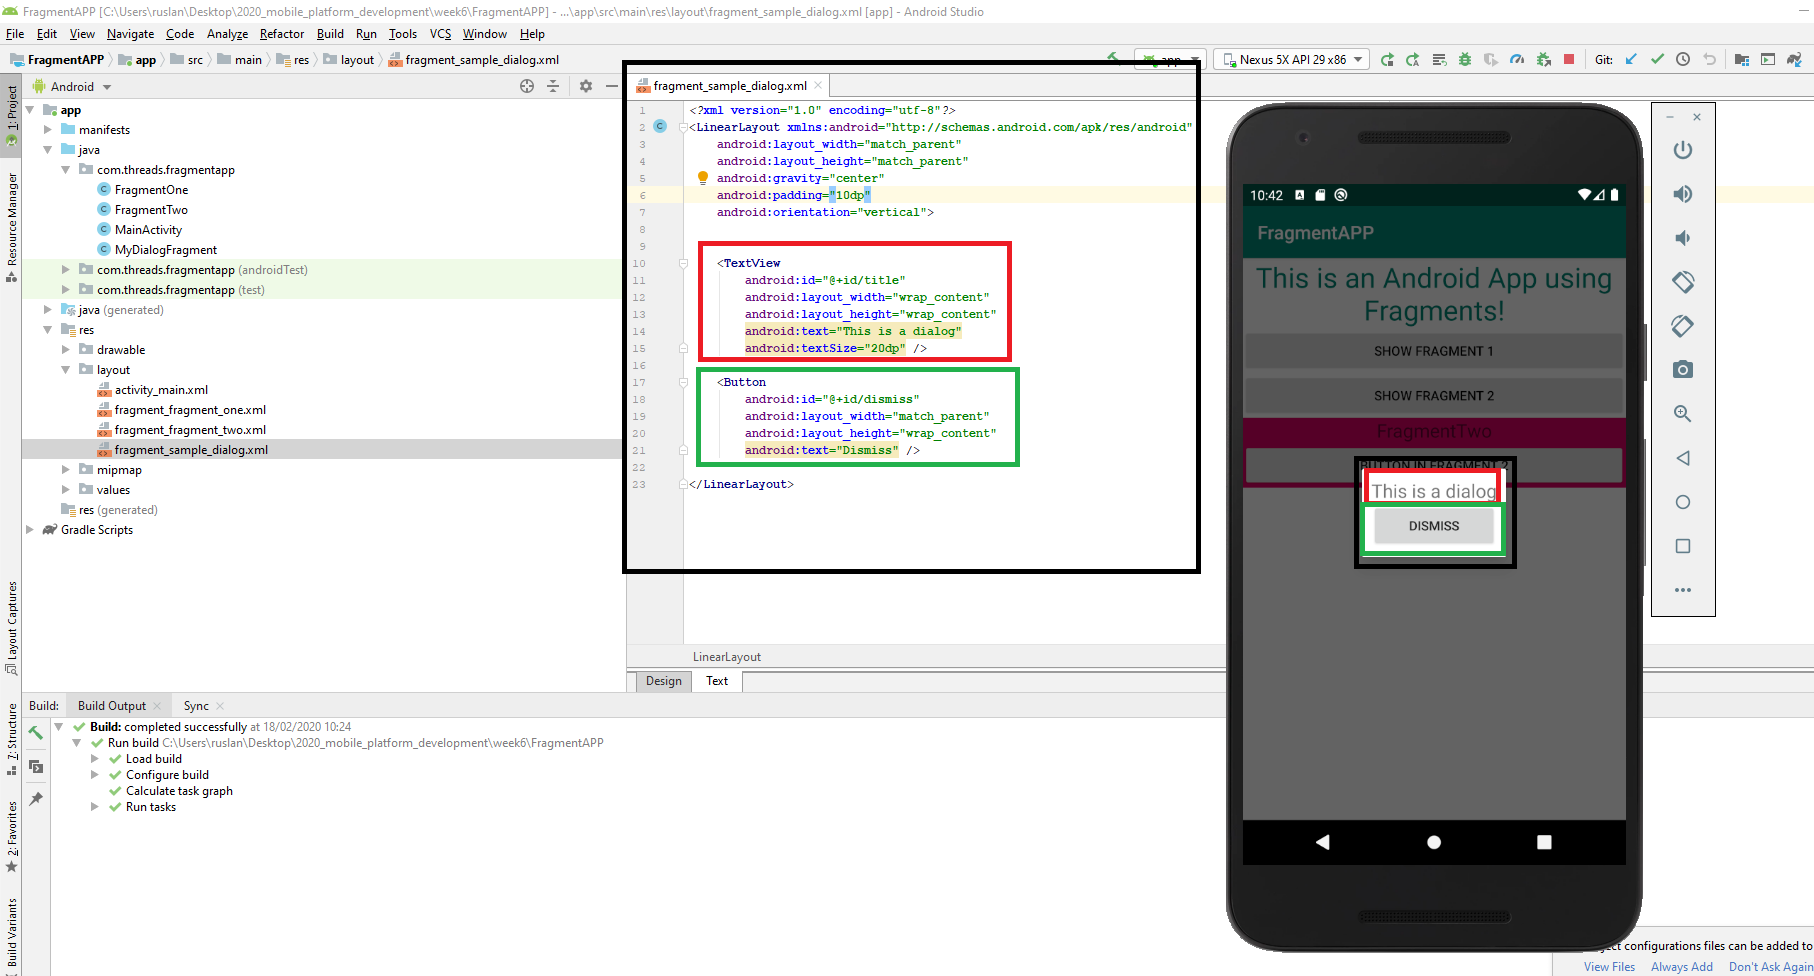 FragmentAPP [C:\Users\ruslan\Desktop\2020_mobile_platform_development\week6\FragmentAPP] - ...\app\src\main\res\layout\fragment_sample_dialog.xml [app] - Android Studio
File Edit View Navigate Code Analyze Refactor Build Run Tools VCS Window Help
FragmentAPP app src main res layout fragment_sample_dialog.xml
app Nexus 5X API 29 x86 Git:
1: Project
Resource Manager
Layout Captures
7: Structure
2: Favorites
Build Variants
Android
app
manifests
java
com.threads.fragmentapp
FragmentOne
FragmentTwo
MainActivity
MyDialogFragment
com.threads.fragmentapp (androidTest)
com.threads.fragmentapp (test)
java (generated)
res
drawable
layout
activity_main.xml
fragment_fragment_one.xml
fragment_fragment_two.xml
fragment_sample_dialog.xml
mipmap
values
res (generated)
Gradle Scripts
fragment_sample_dialog.xml
1 <?xml version="1.0" encoding="utf-8"?>
2 <LinearLayout xmlns:android="http://schemas.android.com/apk/res/android"
3 android:layout_width="match_parent"
4 android:layout_height="match_parent"
5 android:gravity="center"
6 android:padding="10dp"
7 android:orientation="vertical">
8
9
10 <TextView
11 android:id="@+id/title"
12 android:layout_width="wrap_content"
13 android:layout_height="wrap_content"
14 android:text="This is a dialog"
15 android:textSize="20dp" />
16
17 <Button
18 android:id="@+id/dismiss"
19 android:layout_width="match_parent"
20 android:layout_height="wrap_content"
21 android:text="Dismiss" />
22
23 </LinearLayout>
LinearLayout
Design Text
10:42
FragmentAPP
This is an Android App using
Fragments!
SHOW FRAGMENT 1
SHOW FRAGMENT 2
FragmentTwo
BUTTON IN FRAGMENT 2
This is a dialog
DISMISS
Build: Build Output Sync
Build: completed successfully at 18/02/2020 10:24
Run build C:\Users\ruslan\Desktop\2020_mobile_platform_development\week6\FragmentAPP
Load build
Configure build
Calculate task graph
Run tasks
configurations files can be added to
View Files Always Add Don't Ask Again